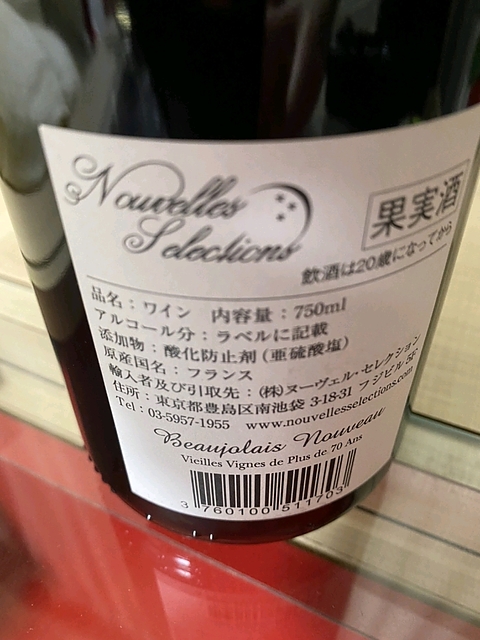 Nouvelles
Selections
果実酒
飲酒は20歳になってから
品名：ワイン 内容量：750ml
アルコール分：ラベルに記載
添加物：酸化防止剤（亜硫酸塩）
原産国名：フランス
輸入者及び引取先：(株)ヌーヴェル・セレクション
住所：東京都豊島区南池袋 3-18-31 フジビル 5F
Tel：03-5957-1955 www.nouvellesselections.com
Beaujolais Nouveau
Vieilles Vignes de Plus de 70 Ans
3 760100 511703